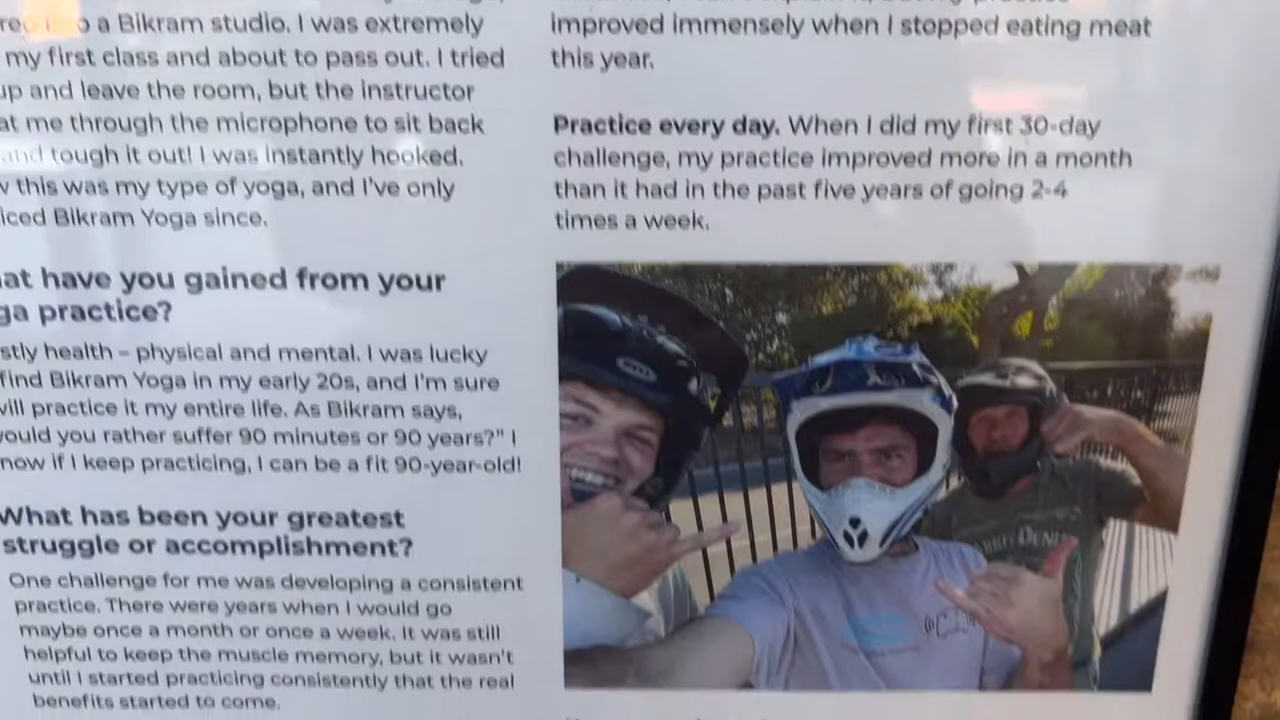 a Bikram studio. I was extremely
my first class and about to pass out. I tried
up and leave the room, but the instructor
at me through the microphone to sit back
and tough it out! I was instantly hooked.
this was my type of yoga, and I've only
iced Bikram Yoga since.
at have you gained from your
ga practice?
stly health – physical and mental. I was lucky
find Bikram Yoga in my early 20s, and I'm sure
will practice it my entire life. As Bikram says,
ould you rather suffer 90 minutes or 90 years?" I
now if I keep practicing, I can be a fit 90-year-old!
What has been your greatest
struggle or accomplishment?
One challenge for me was developing a consistent
practice. There were years when I would go
maybe once a month or once a week. It was still
helpful to keep the muscle memory, but it wasn't
until I started practicing consistently that the real
benefits started to come.
improved immensely when I stopped eating meat
this year.
Practice every day. When I did my first 30-day
challenge, my practice improved more in a month
than it had in the past five years of going 2-4
times a week.
BELL